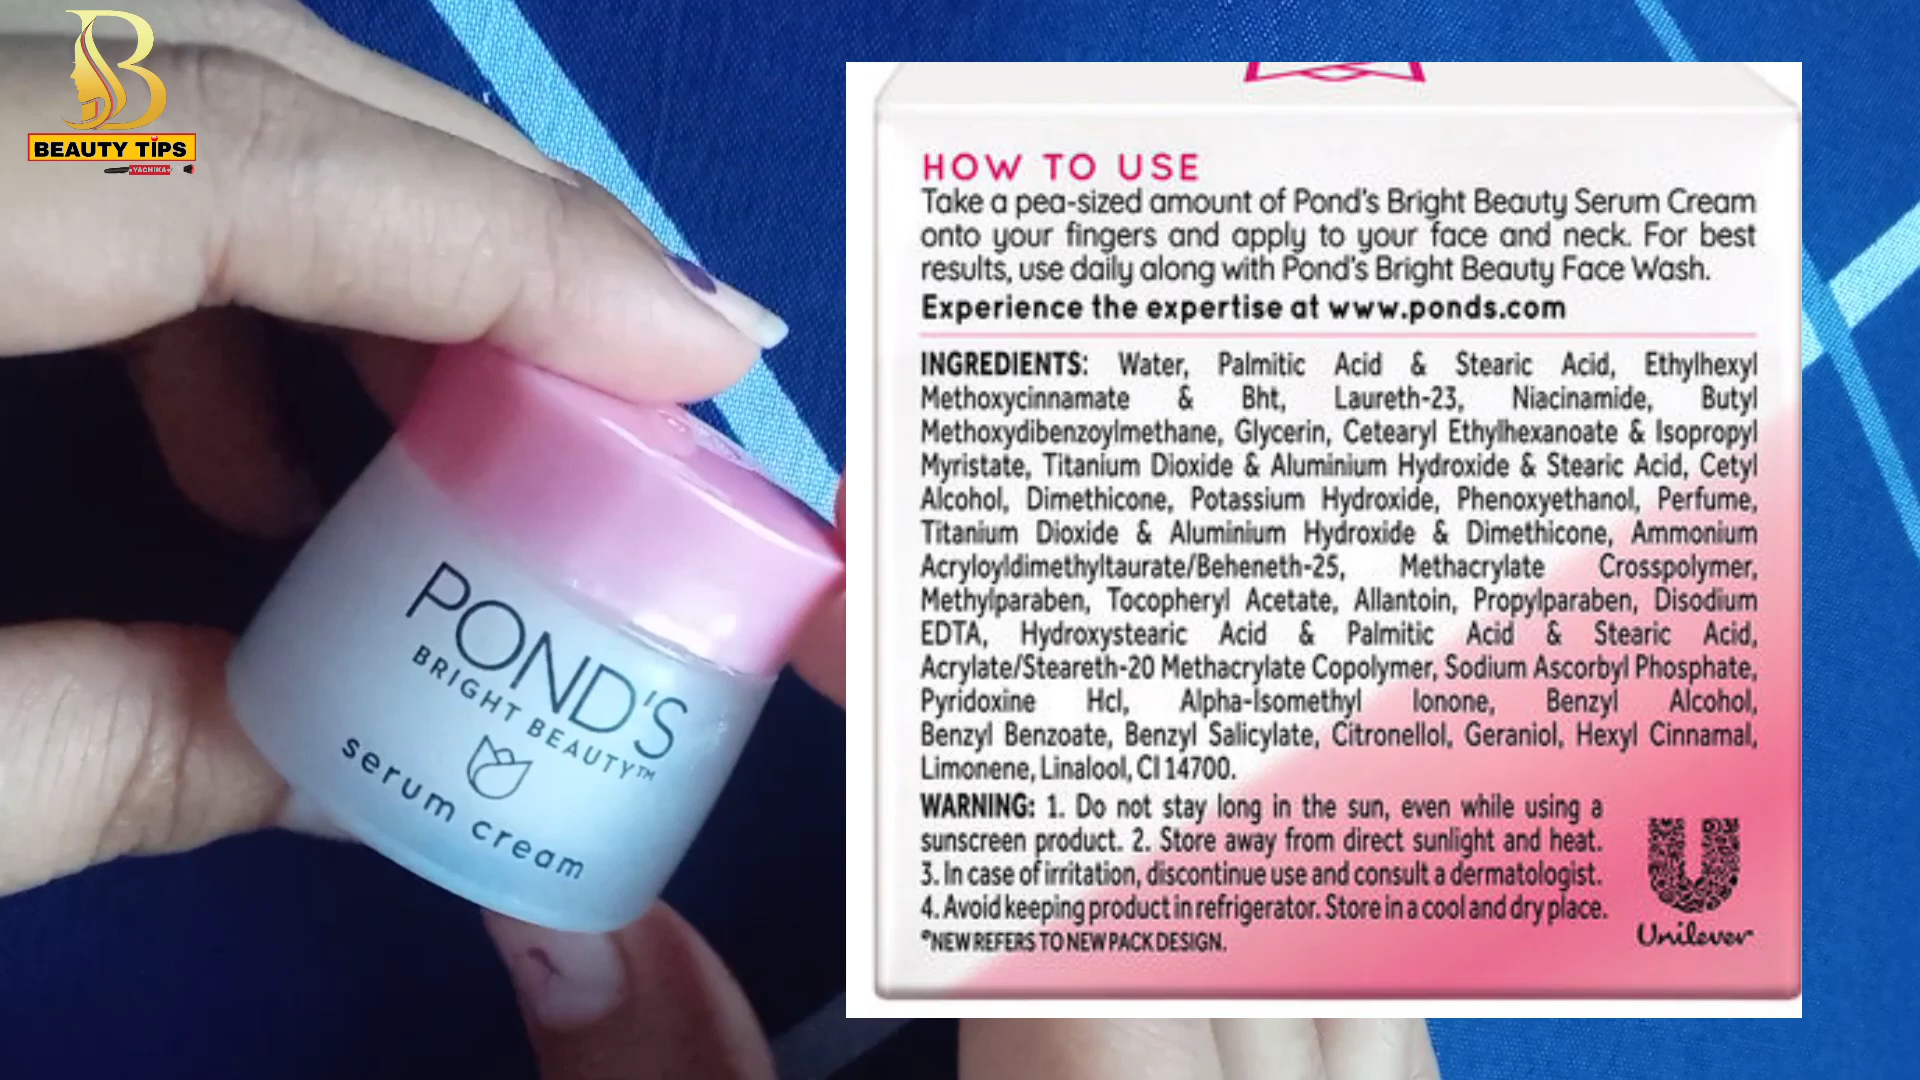 B
BEAUTY TIPS
YACHIKA
POND'S
BRIGHT BEAUTY™
serum cream
HOW TO USE
Take a pea-sized amount of Pond's Bright Beauty Serum Cream
onto your fingers and apply to your face and neck. For best
results, use daily along with Pond's Bright Beauty Face Wash.
Experience the expertise at www.ponds.com
INGREDIENTS: Water, Palmitic Acid & Stearic Acid, Ethylhexyl
Methoxycinnamate & Bht, Laureth-23, Niacinamide, Butyl
Methoxydibenzoylmethane, Glycerin, Cetearyl Ethylhexanoate & Isopropyl
Myristate, Titanium Dioxide & Aluminium Hydroxide & Stearic Acid, Cetyl
Alcohol, Dimethicone, Potassium Hydroxide, Phenoxyethanol, Perfume,
Titanium Dioxide & Aluminium Hydroxide & Dimethicone, Ammonium
Acryloyldimethyltaurate/Beheneth-25, Methacrylate Crosspolymer,
Methylparaben, Tocopheryl Acetate, Allantoin, Propylparaben, Disodium
EDTA, Hydroxystearic Acid & Palmitic Acid & Stearic Acid,
Acrylate/Steareth-20 Methacrylate Copolymer, Sodium Ascorbyl Phosphate,
Pyridoxine Hcl, Alpha-Isomethyl Ionone, Benzyl Alcohol,
Benzyl Benzoate, Benzyl Salicylate, Citronellol, Geraniol, Hexyl Cinnamal,
Limonene, Linalool, CI 14700.
WARNING: 1. Do not stay long in the sun, even while using a
sunscreen product. 2. Store away from direct sunlight and heat.
3. In case of irritation, discontinue use and consult a dermatologist.
4. Avoid keeping product in refrigerator. Store in a cool and dry place.
*NEW REFERS TO NEW PACK DESIGN.
Unilever